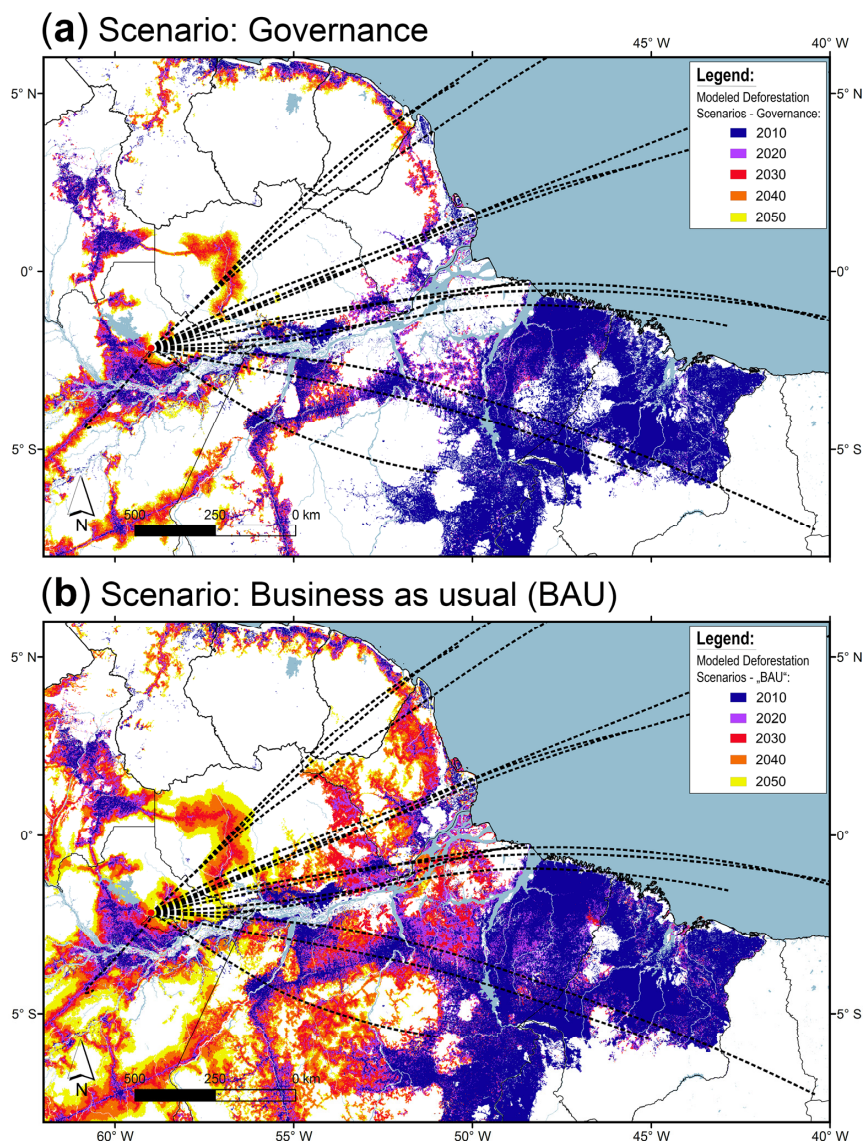 (a) Scenario: Governance
45° W 40° W
5° N 5° N
Legend:
Modeled Deforestation
Scenarios - Governance:
2010
2020
2030
2040
2050
0° 0°
5° S 5° S
N
500 250 0 km
(b) Scenario: Business as usual (BAU)
5° N 5° N
Legend:
Modeled Deforestation
Scenarios - „BAU“:
2010
2020
2030
2040
2050
0° 0°
5° S 5° S
N
500 250 0 km
60°W 55°W 50°W 45° W 40° W